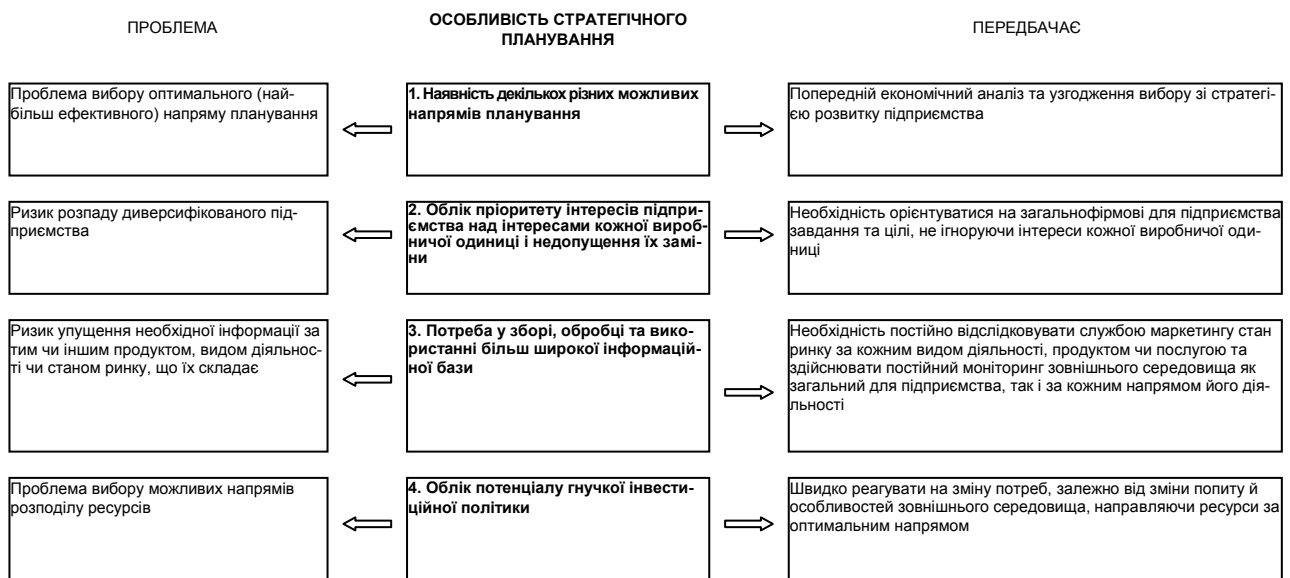 ПРОБЛЕМА
ОСОБЛИВІСТЬ СТРАТЕГІЧНОГО
ПЛАНУВАННЯ
ПЕРЕДБАЧАЄ
Проблема вибору оптимального (най-
більш ефективного) напряму планування
1. Наявність декількох різних можливих
напрямів планування
Попередній економічний аналіз та узгодження вибору зі стратегі-
єю розвитку підприємства
Ризик розпаду диверсифікованого під-
приємства
2. Облік пріоритету інтересів підпри-
ємства над інтересами кожної вироб-
ничої одиниці і недопущення їх замі-
ни
Необхідність орієнтуватися на загальнофірмові для підприємства
завдання та цілі, не ігноруючи інтереси кожної виробничої оди-
ниці
Ризик упущення необхідної інформації за
тим чи іншим продуктом, видом діяльнос-
ті чи станом ринку, що їх складає
3. Потреба у зборі, обробці та вико-
ристанні більш широкої інформацій-
ної бази
Необхідність постійно відслідковувати службою маркетингу стан
ринку за кожним видом діяльності, продуктом чи послугою та
здійснювати постійний моніторинг зовнішнього середовища як
загальний для підприємства, так і за кожним напрямом його дія-
льності
Проблема вибору можливих напрямів
розподілу ресурсів
4. Облік потенціалу гнучкої інвести-
ційної політики
Швидко реагувати на зміну потреб, залежно від зміни попиту й
особливостей зовнішнього середовища, направляючи ресурси за
оптимальним напрямом